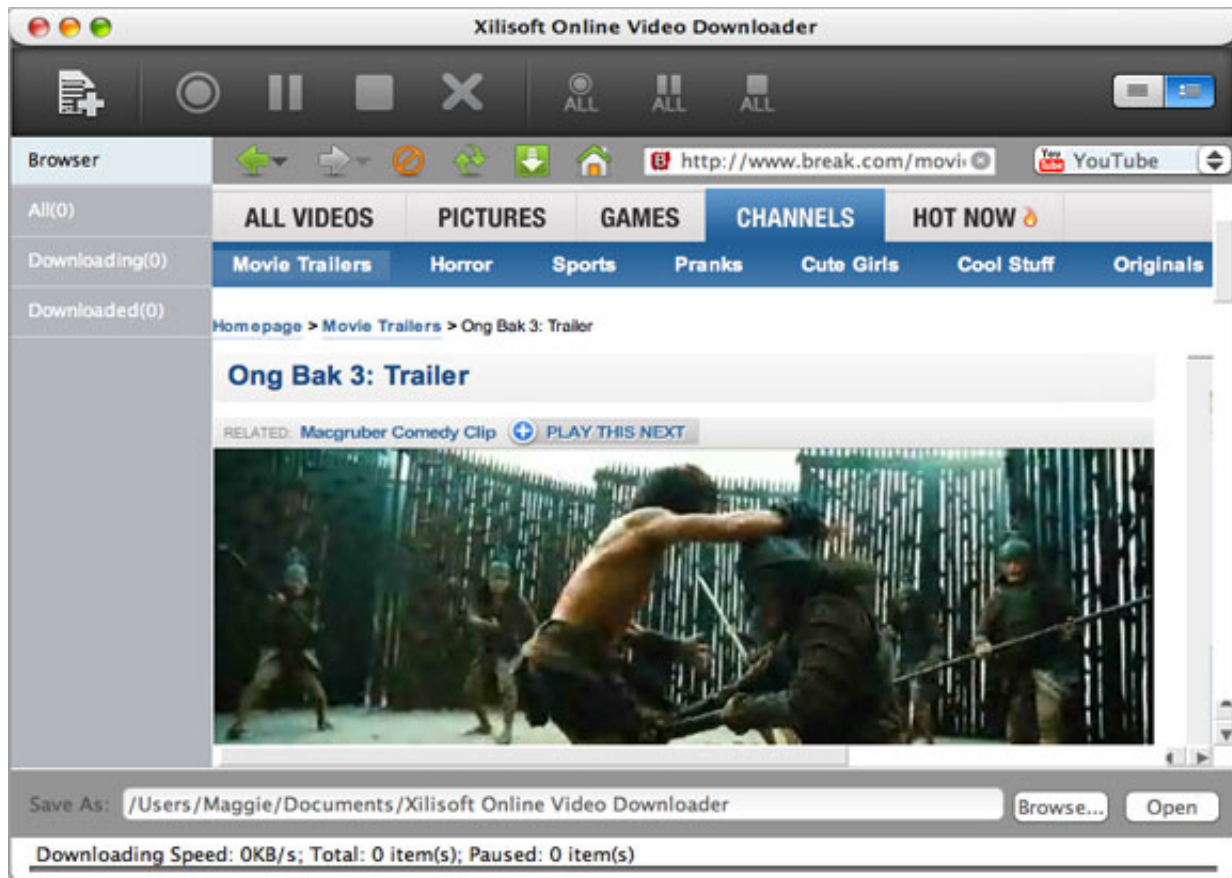 Xilisoft Online Video Downloader
ALL ALL ALL
Browser
http://www.break.com/movi
You Tube YouTube
All(0)
Downloading(0)
Downloaded(0)
ALL VIDEOS PICTURES GAMES CHANNELS HOT NOW
Movie Trailers Horror Sports Pranks Cute Girls Cool Stuff Originals
Homepage > Movie Trailers > Ong Bak 3: Trailer
Ong Bak 3: Trailer
RELATED: Macgruber Comedy Clip PLAY THIS NEXT
Save As: /Users/Maggie/Documents/Xilisoft Online Video Downloader Browse... Open
Downloading Speed: 0KB/s; Total: 0 item(s); Paused: 0 item(s)